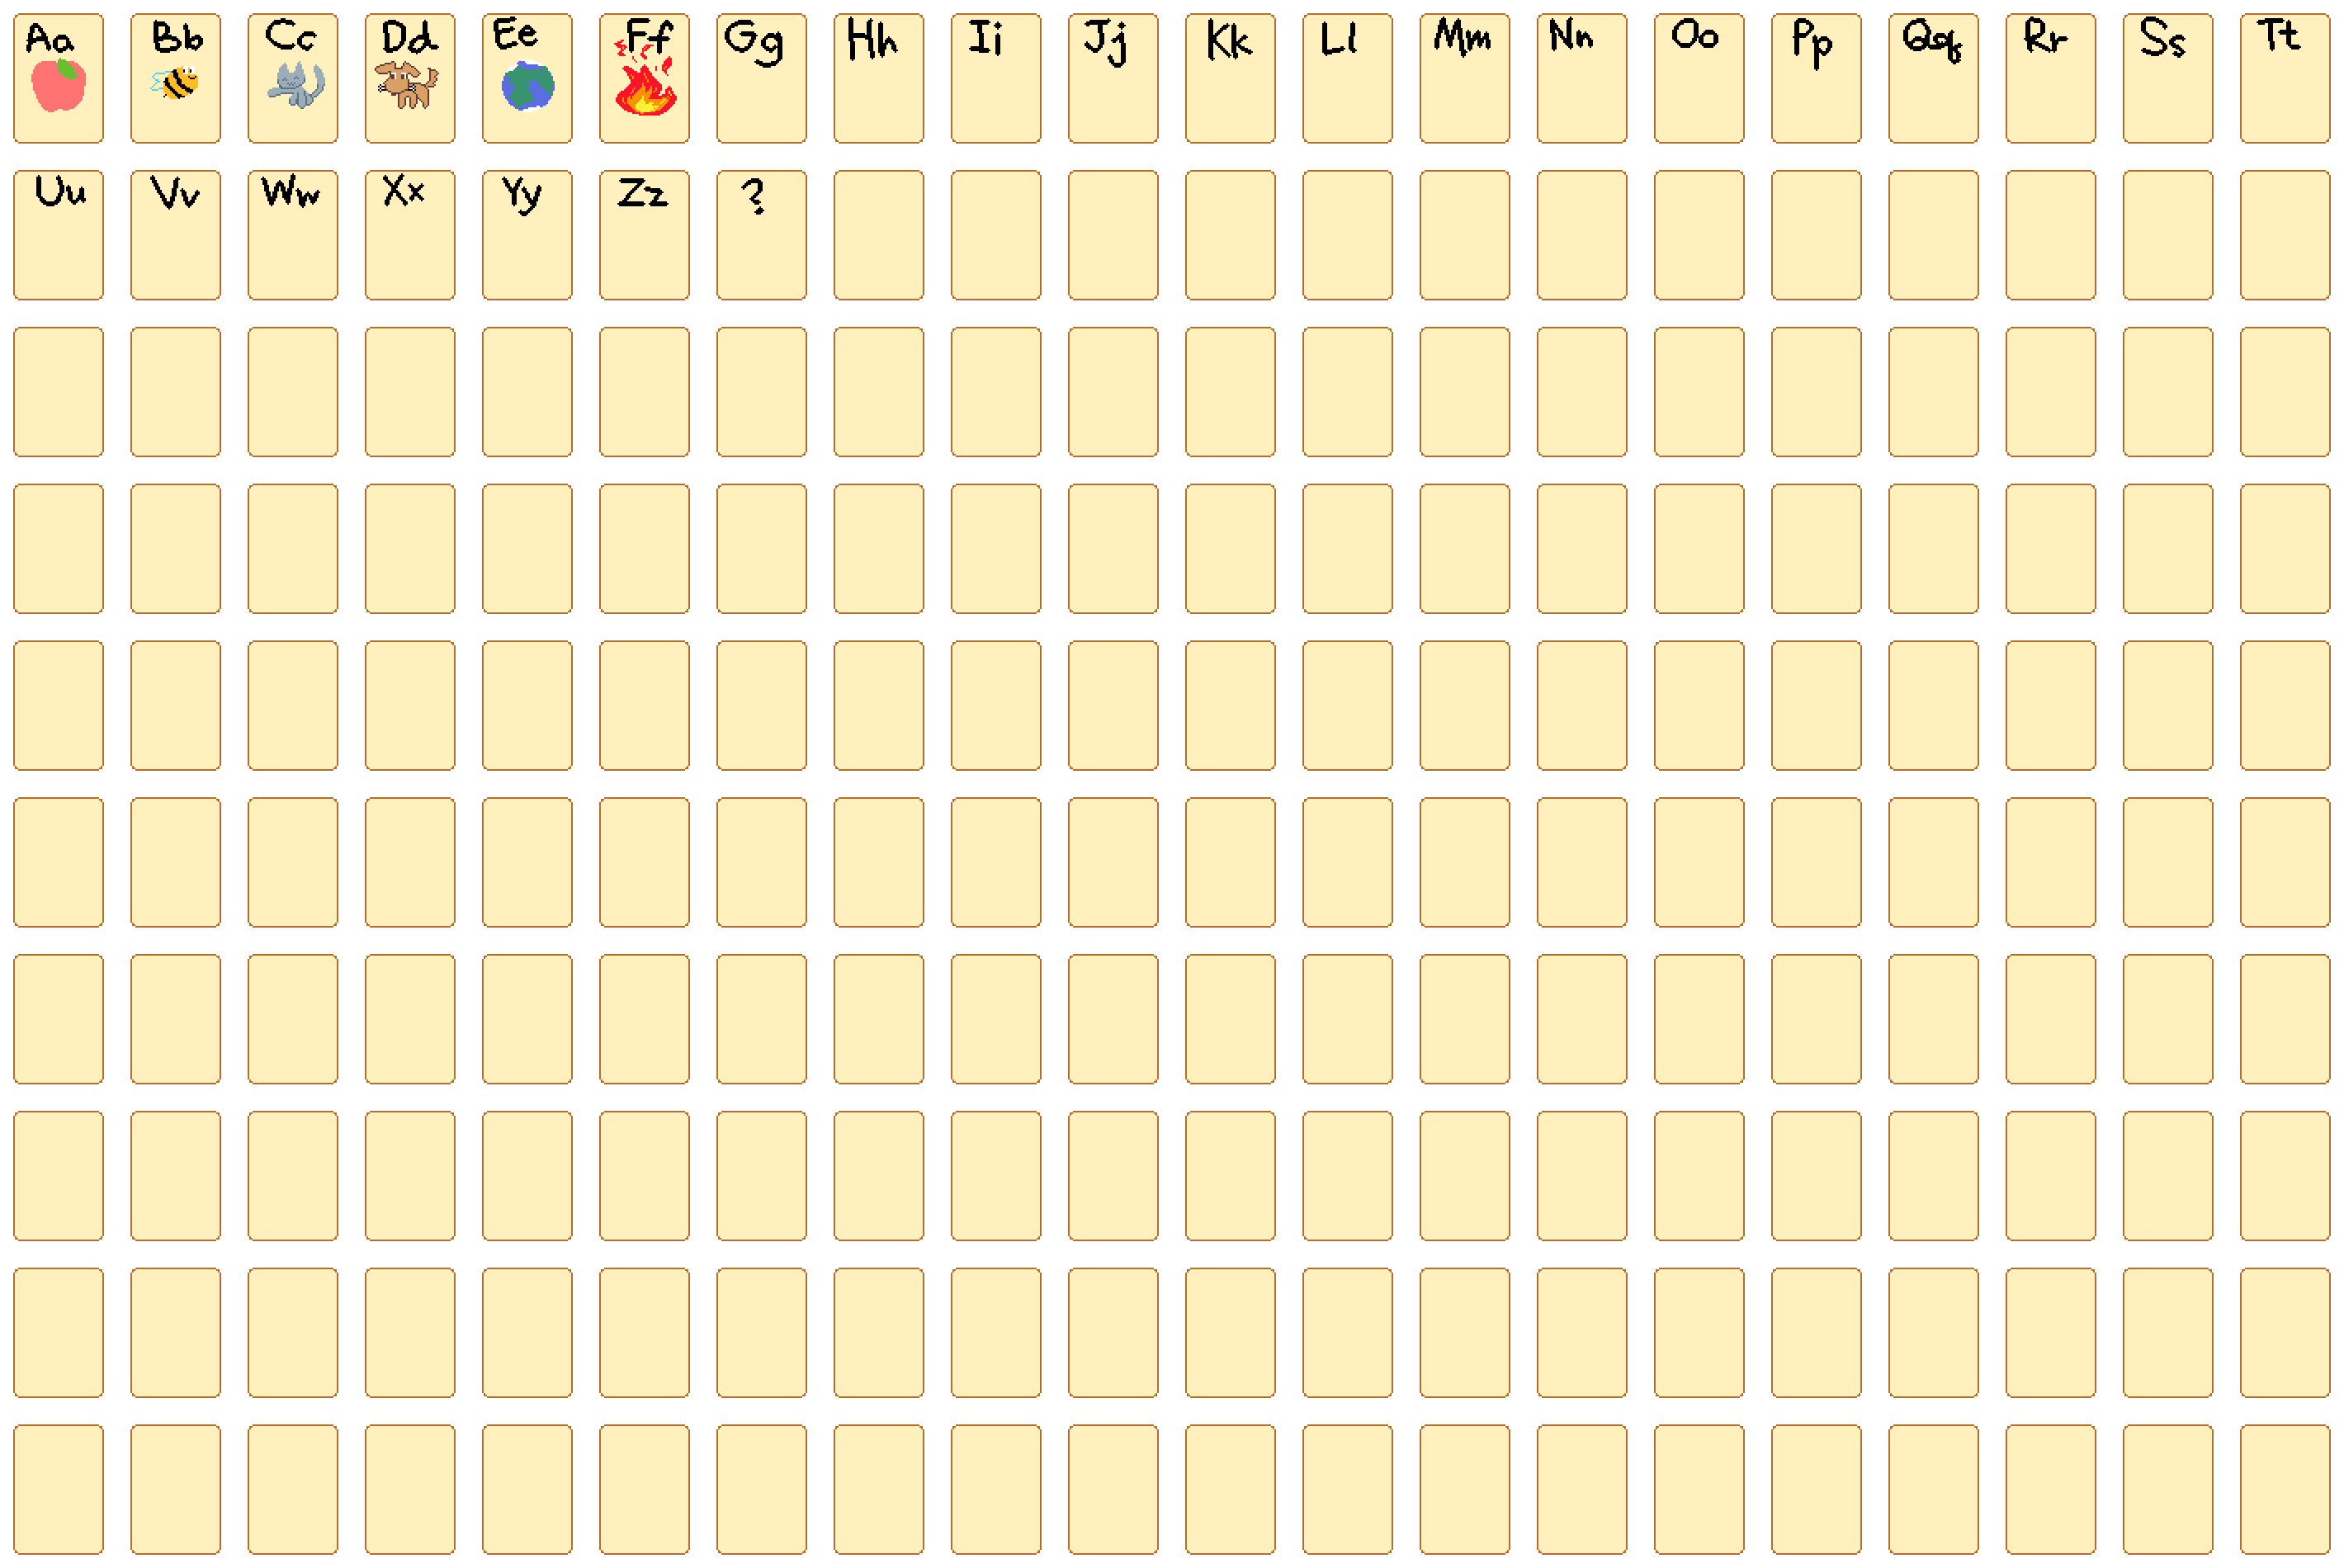 Aa Bb Cc Dd Ee Ff Gg Hh Ii Jj Kk Ll Mm Nn Oo Pp Qq Rr Ss Tt
Uu Vv Ww Xx Yy Zz ?